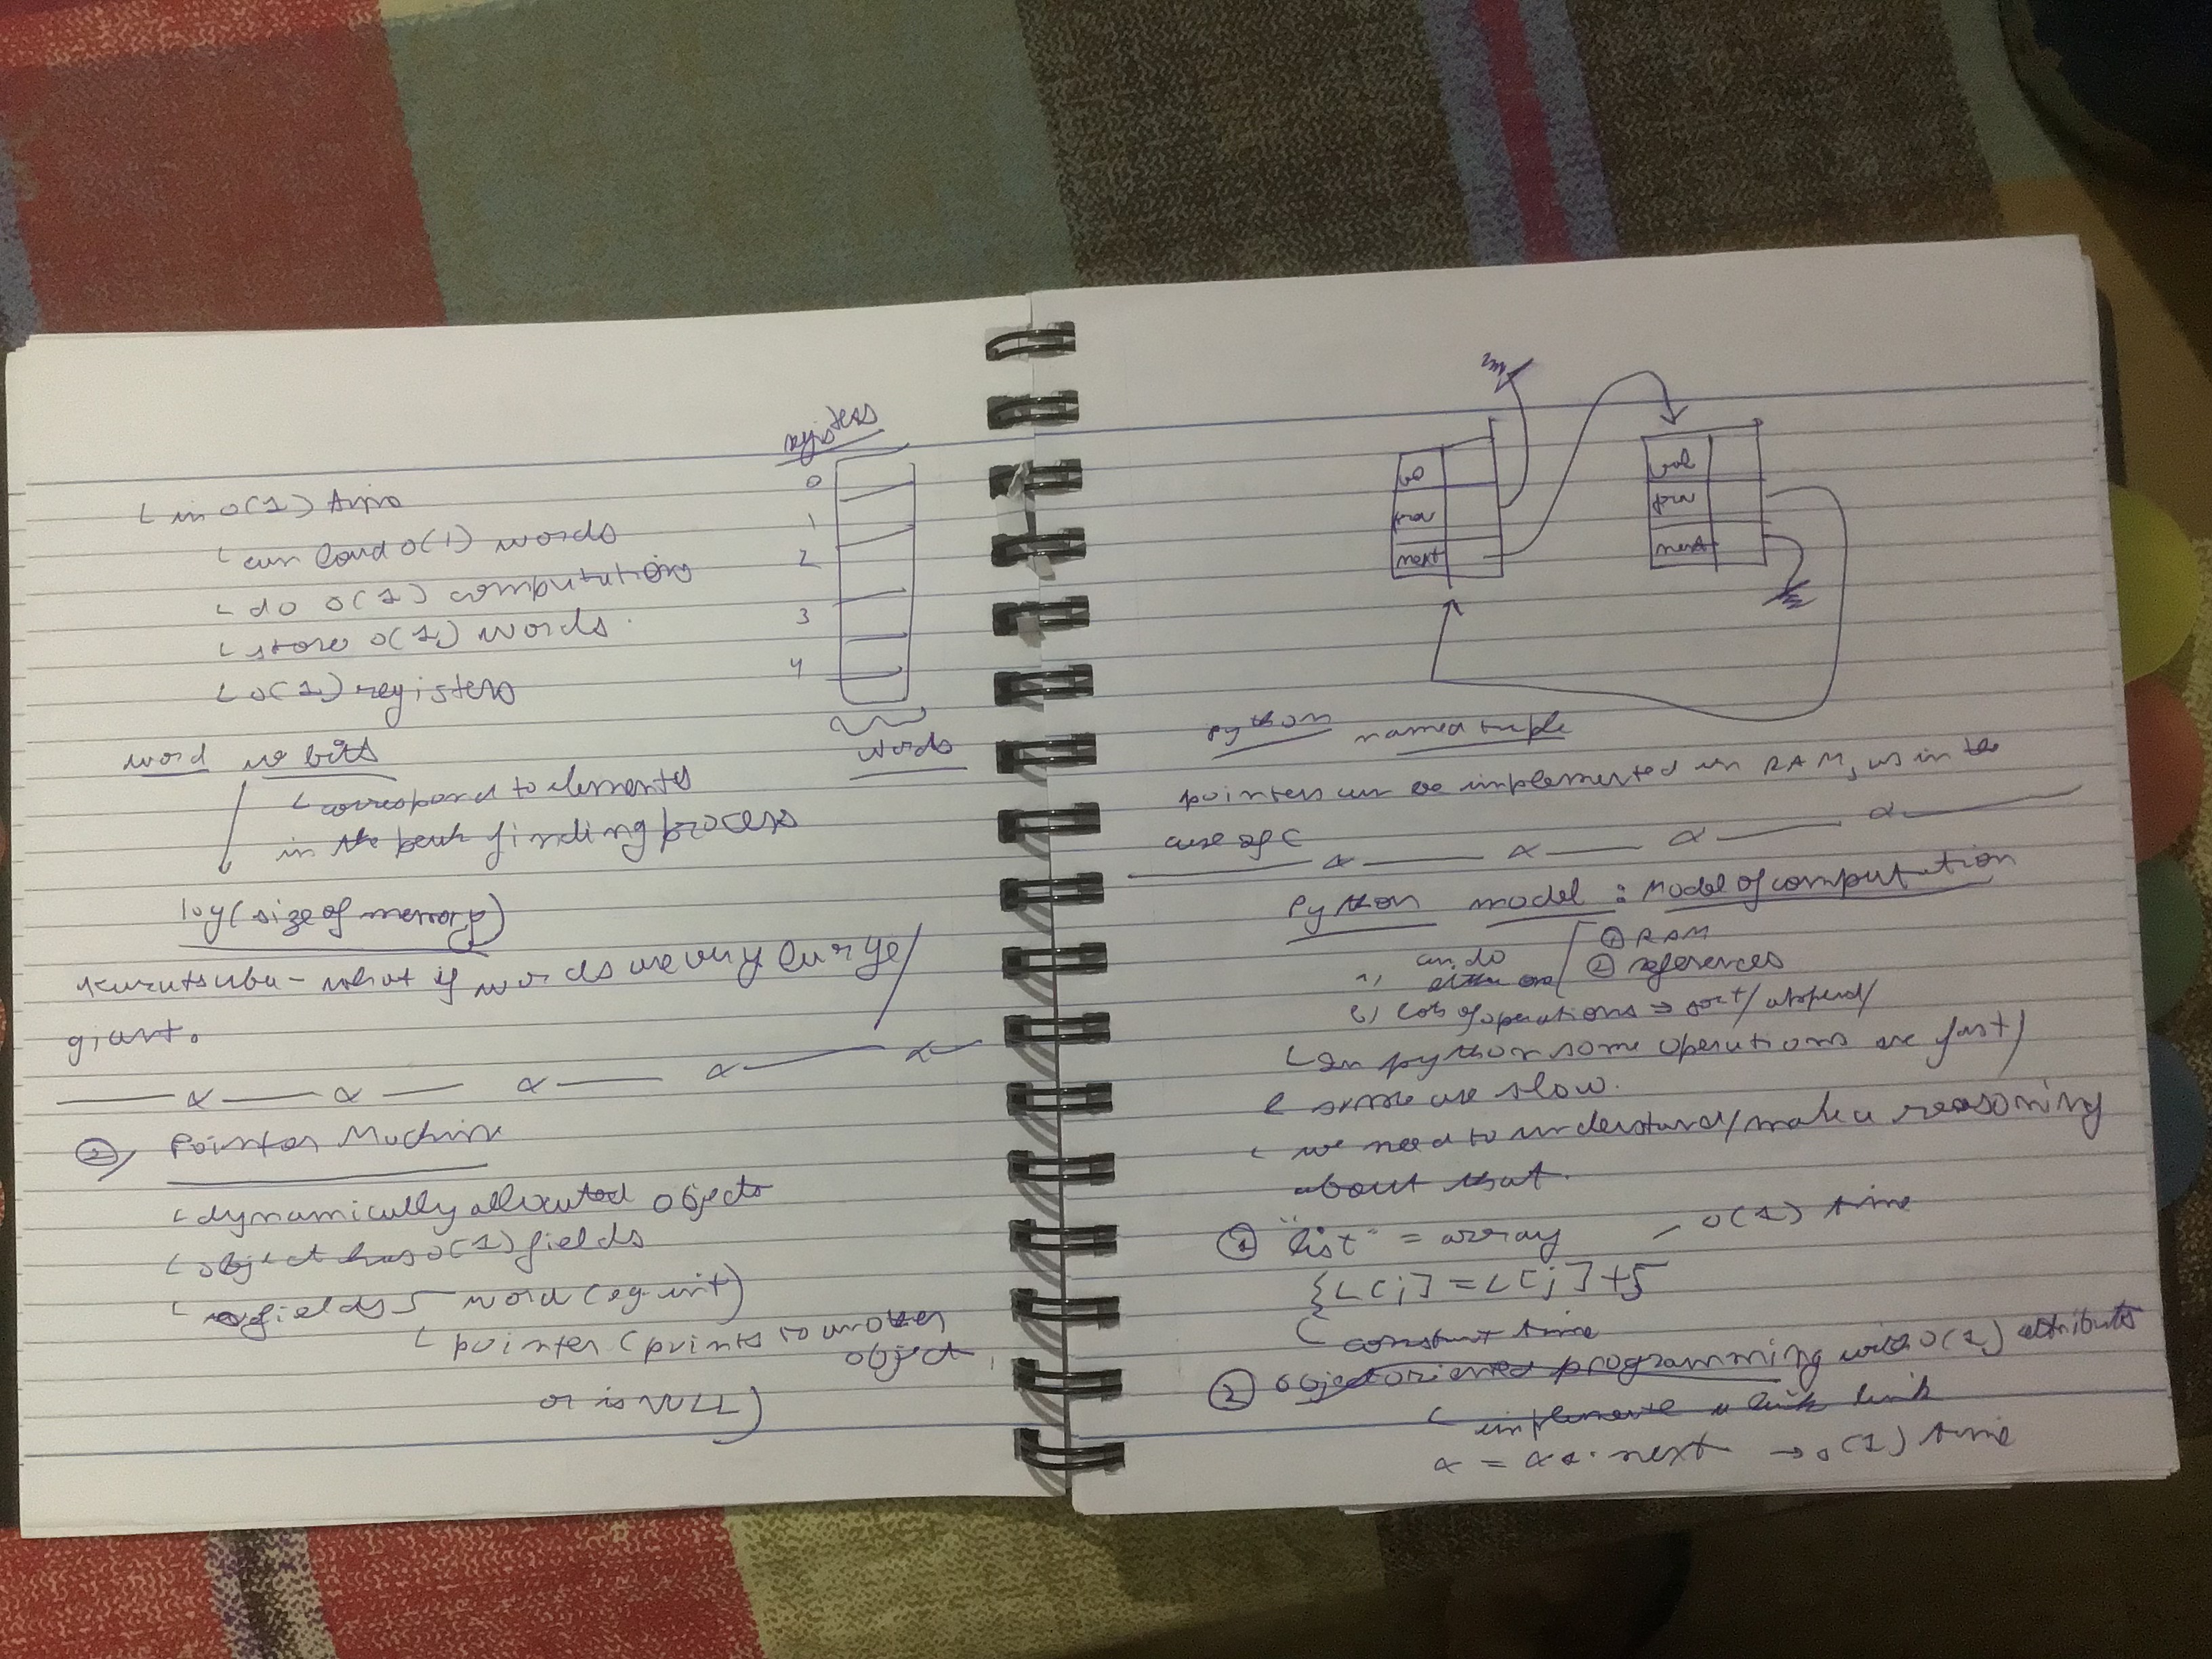 registers
0
1
2
3
4
words
in O(1) time
can load O(1) words
do O(1) computation
store O(1) words.
O(1) registers
word w bits
correspond to elements
in the peak finding process
log(size of memory)
Karatsuba - what if words are very large/
giant.
x x x x x
② Pointer Machine
dynamically allocated objects
object has O(1) fields
fields word (eg int)
pointer (points to another
object,
or is NULL)
val
prev
next
val
prev
next
Python named tuple
pointers can be implemented in RAM, as in the
case of C
x x x x
Python model : Model of computation
1) can do ① RAM
② references
2) lots of operations ⇒ sort/append/
In python some operations are fast/
some are slow.
we need to understand/make a reasoning
about that.
① "list" = array - O(1) time
{L[i] = L[j]+5
constant time
② object oriented programming with O(1) attributes
implement a link
x = x.next → O(1) time